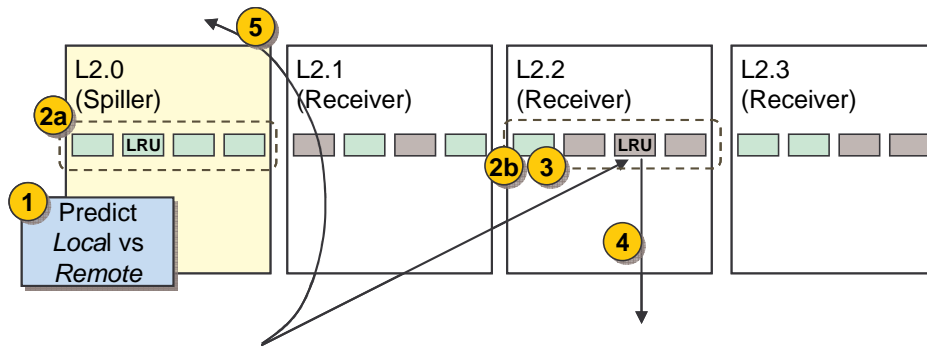 5
L2.0
(Spiller)
L2.1
(Receiver)
L2.2
(Receiver)
L2.3
(Receiver)
2a
LRU
LRU
2b
3
1
Predict
Local vs
Remote
4